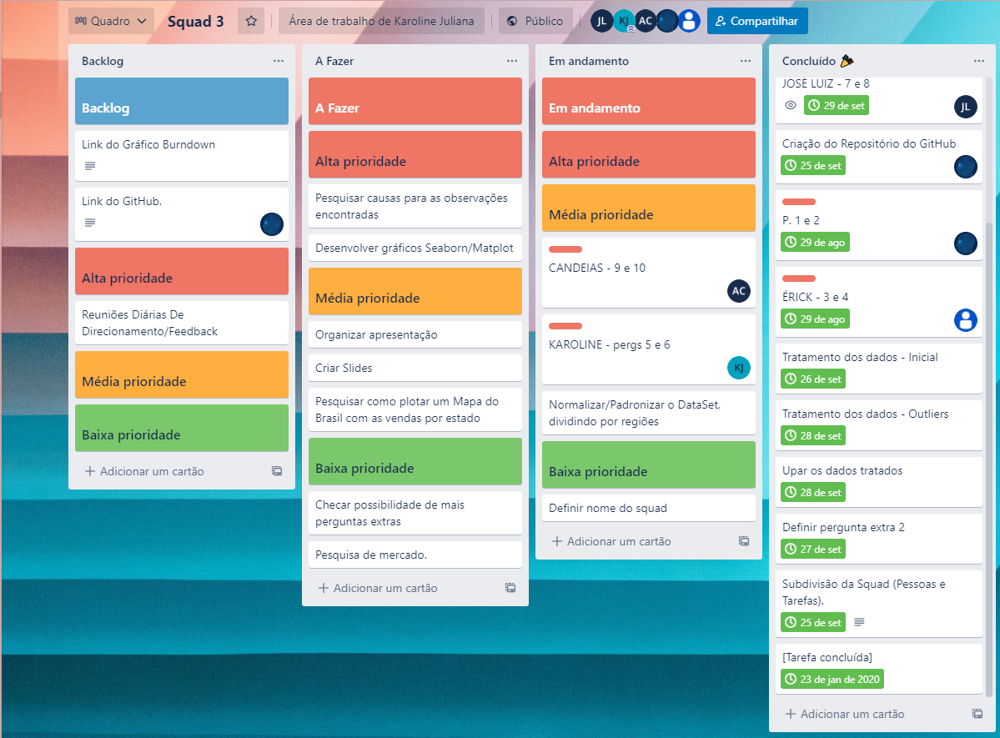 Quadro
Squad 3
Área de trabalho de Karoline Juliana
Público
JL
KJ
AC
Compartilhar
Backlog
Backlog
Link do Gráfico Burndown
Link do GitHub.
Alta prioridade
Reuniões Diárias De
Direcionamento/Feedback
Média prioridade
Baixa prioridade
Adicionar um cartão
A Fazer
A Fazer
Alta prioridade
Pesquisar causas para as observações
encontradas
Desenvolver gráficos Seaborn/Matplot
Média prioridade
Organizar apresentação
Criar Slides
Pesquisar como plotar um Mapa do
Brasil com as vendas por estado
Baixa prioridade
Checar possibilidade de mais
perguntas extras
Pesquisa de mercado.
Adicionar um cartão
Em andamento
Em andamento
Alta prioridade
Média prioridade
CANDEIAS - 9 e 10
AC
KAROLINE - pergs 5 e 6
KJ
Normalizar/Padronizar o DataSet,
dividindo por regiões
Baixa prioridade
Definir nome do squad
Adicionar um cartão
Concluído
JOSÉ LUIZ - 7 e 8
29 de set
JL
Criação do Repositório do GitHub
25 de set
P. 1 e 2
29 de ago
ÉRICK - 3 e 4
29 de ago
Tratamento dos dados - Inicial
26 de set
Tratamento dos dados - Outliers
28 de set
Upar os dados tratados
28 de set
Definir pergunta extra 2
27 de set
Subdivisão da Squad (Pessoas e
Tarefas).
25 de set
[Tarefa concluída]
23 de jan de 2020
Adicionar um cartão